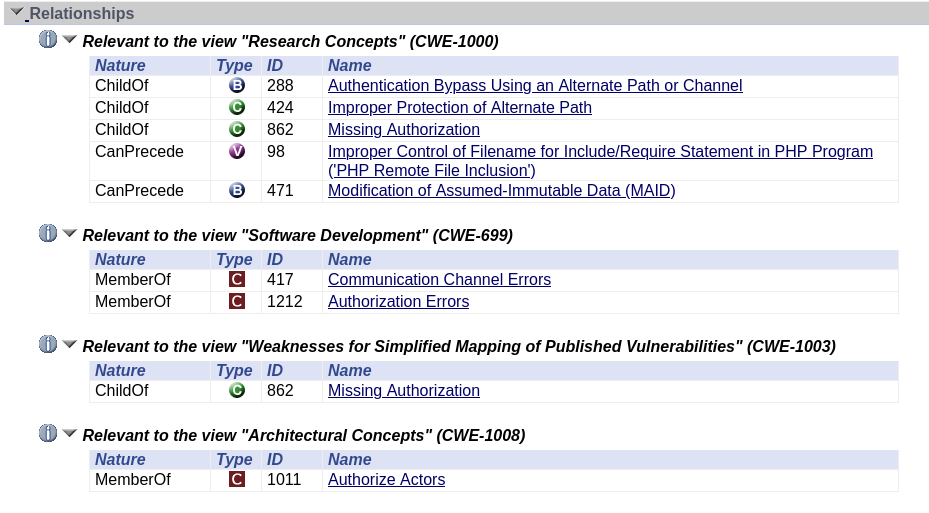 Relationships
Relevant to the view "Research Concepts" (CWE-1000)
Nature Type ID Name
ChildOf B 288 Authentication Bypass Using an Alternate Path or Channel
ChildOf C 424 Improper Protection of Alternate Path
ChildOf C 862 Missing Authorization
CanPrecede V 98 Improper Control of Filename for Include/Require Statement in PHP Program
('PHP Remote File Inclusion')
CanPrecede B 471 Modification of Assumed-Immutable Data (MAID)
Relevant to the view "Software Development" (CWE-699)
Nature Type ID Name
MemberOf C 417 Communication Channel Errors
MemberOf C 1212 Authorization Errors
Relevant to the view "Weaknesses for Simplified Mapping of Published Vulnerabilities" (CWE-1003)
Nature Type ID Name
ChildOf C 862 Missing Authorization
Relevant to the view "Architectural Concepts" (CWE-1008)
Nature Type ID Name
MemberOf C 1011 Authorize Actors